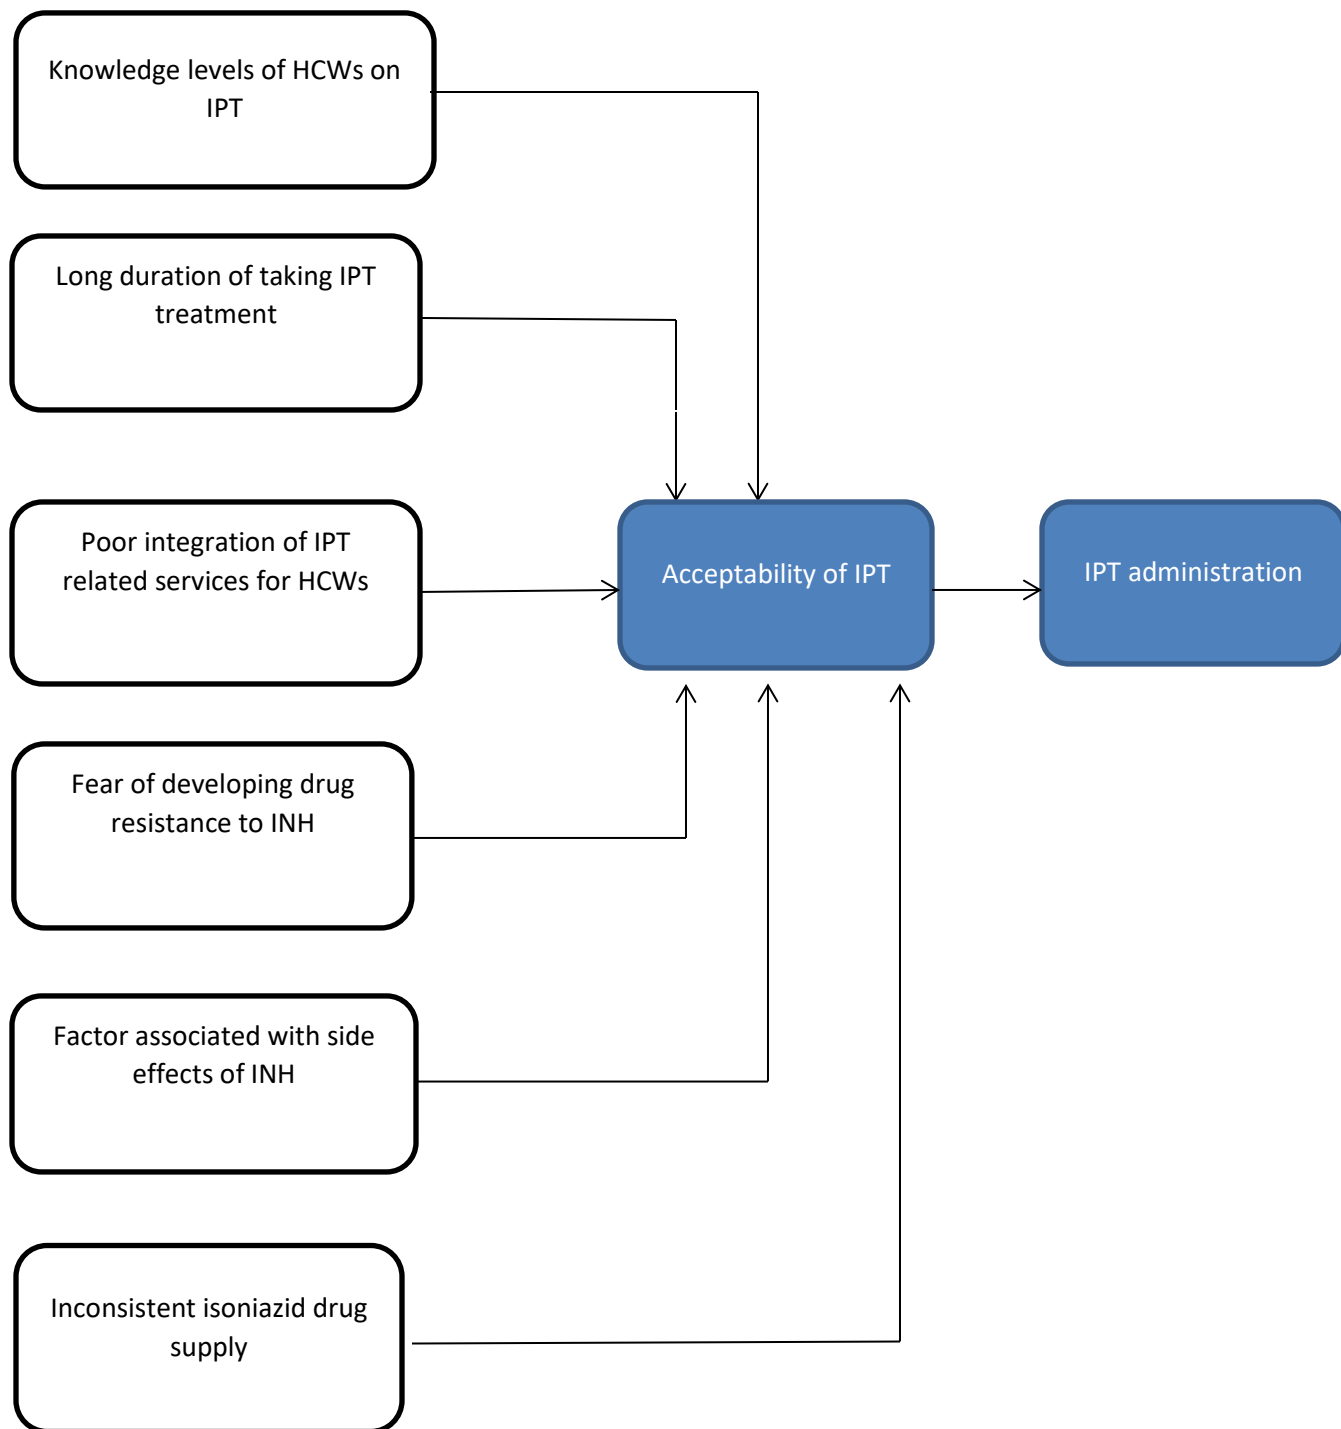 Knowledge levels of HCWs on
IPT
Long duration of taking IPT
treatment
Poor integration of IPT
related services for HCWs
Acceptability of IPT
IPT administration
Fear of developing drug
resistance to INH
Factor associated with side
effects of INH
Inconsistent isoniazid drug
supply